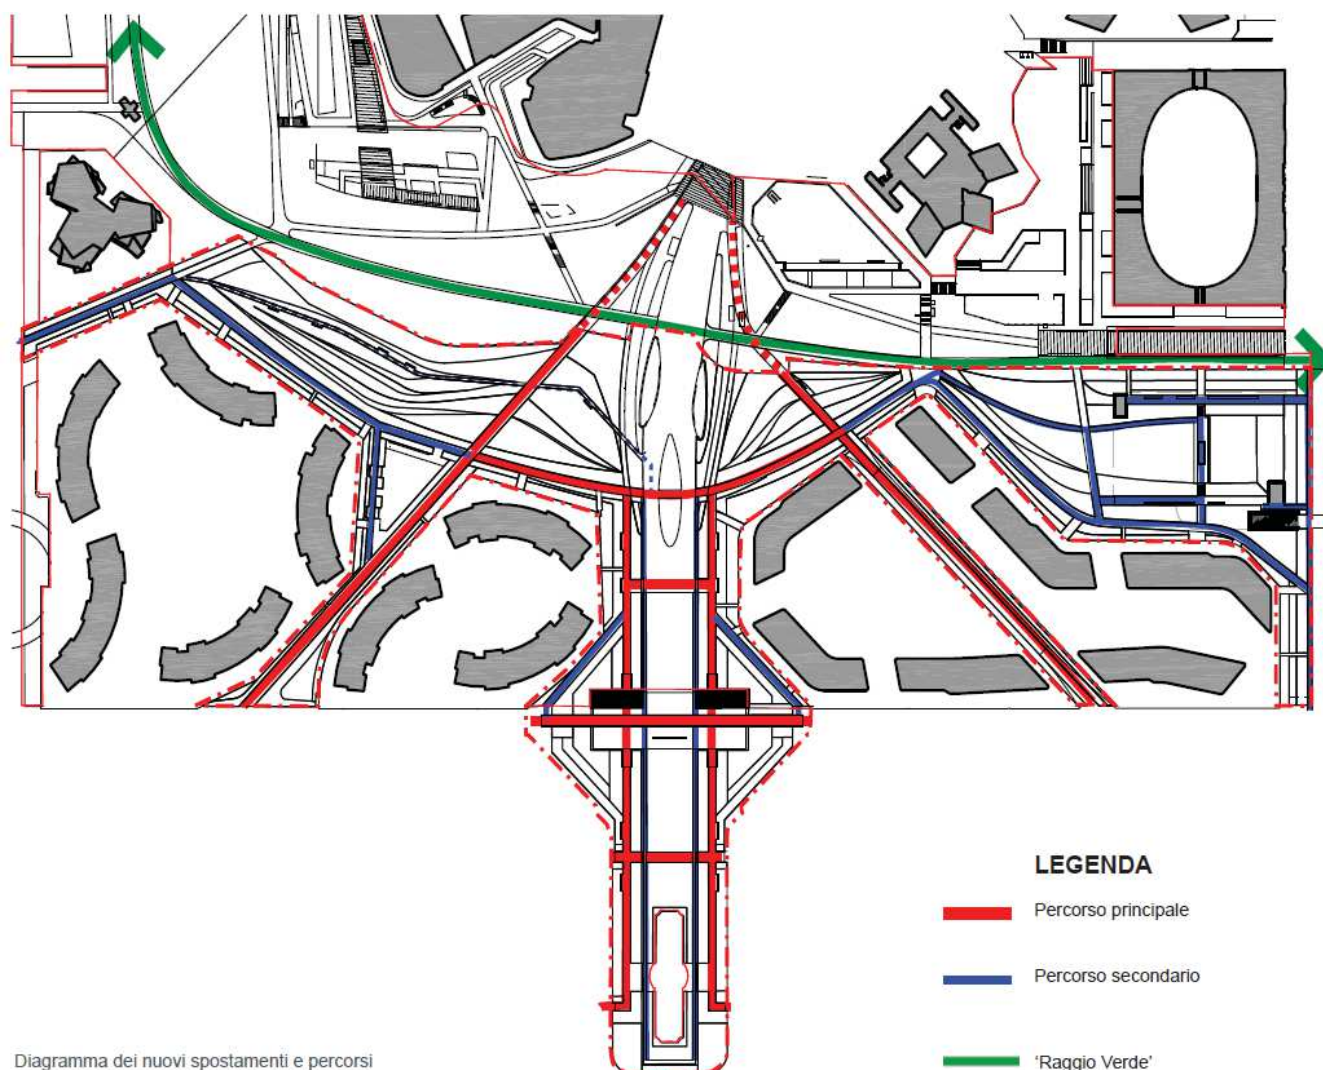 LEGENDA
Percorso principale
Percorso secondario
'Raggio Verde'
Diagramma dei nuovi spostamenti e percorsi